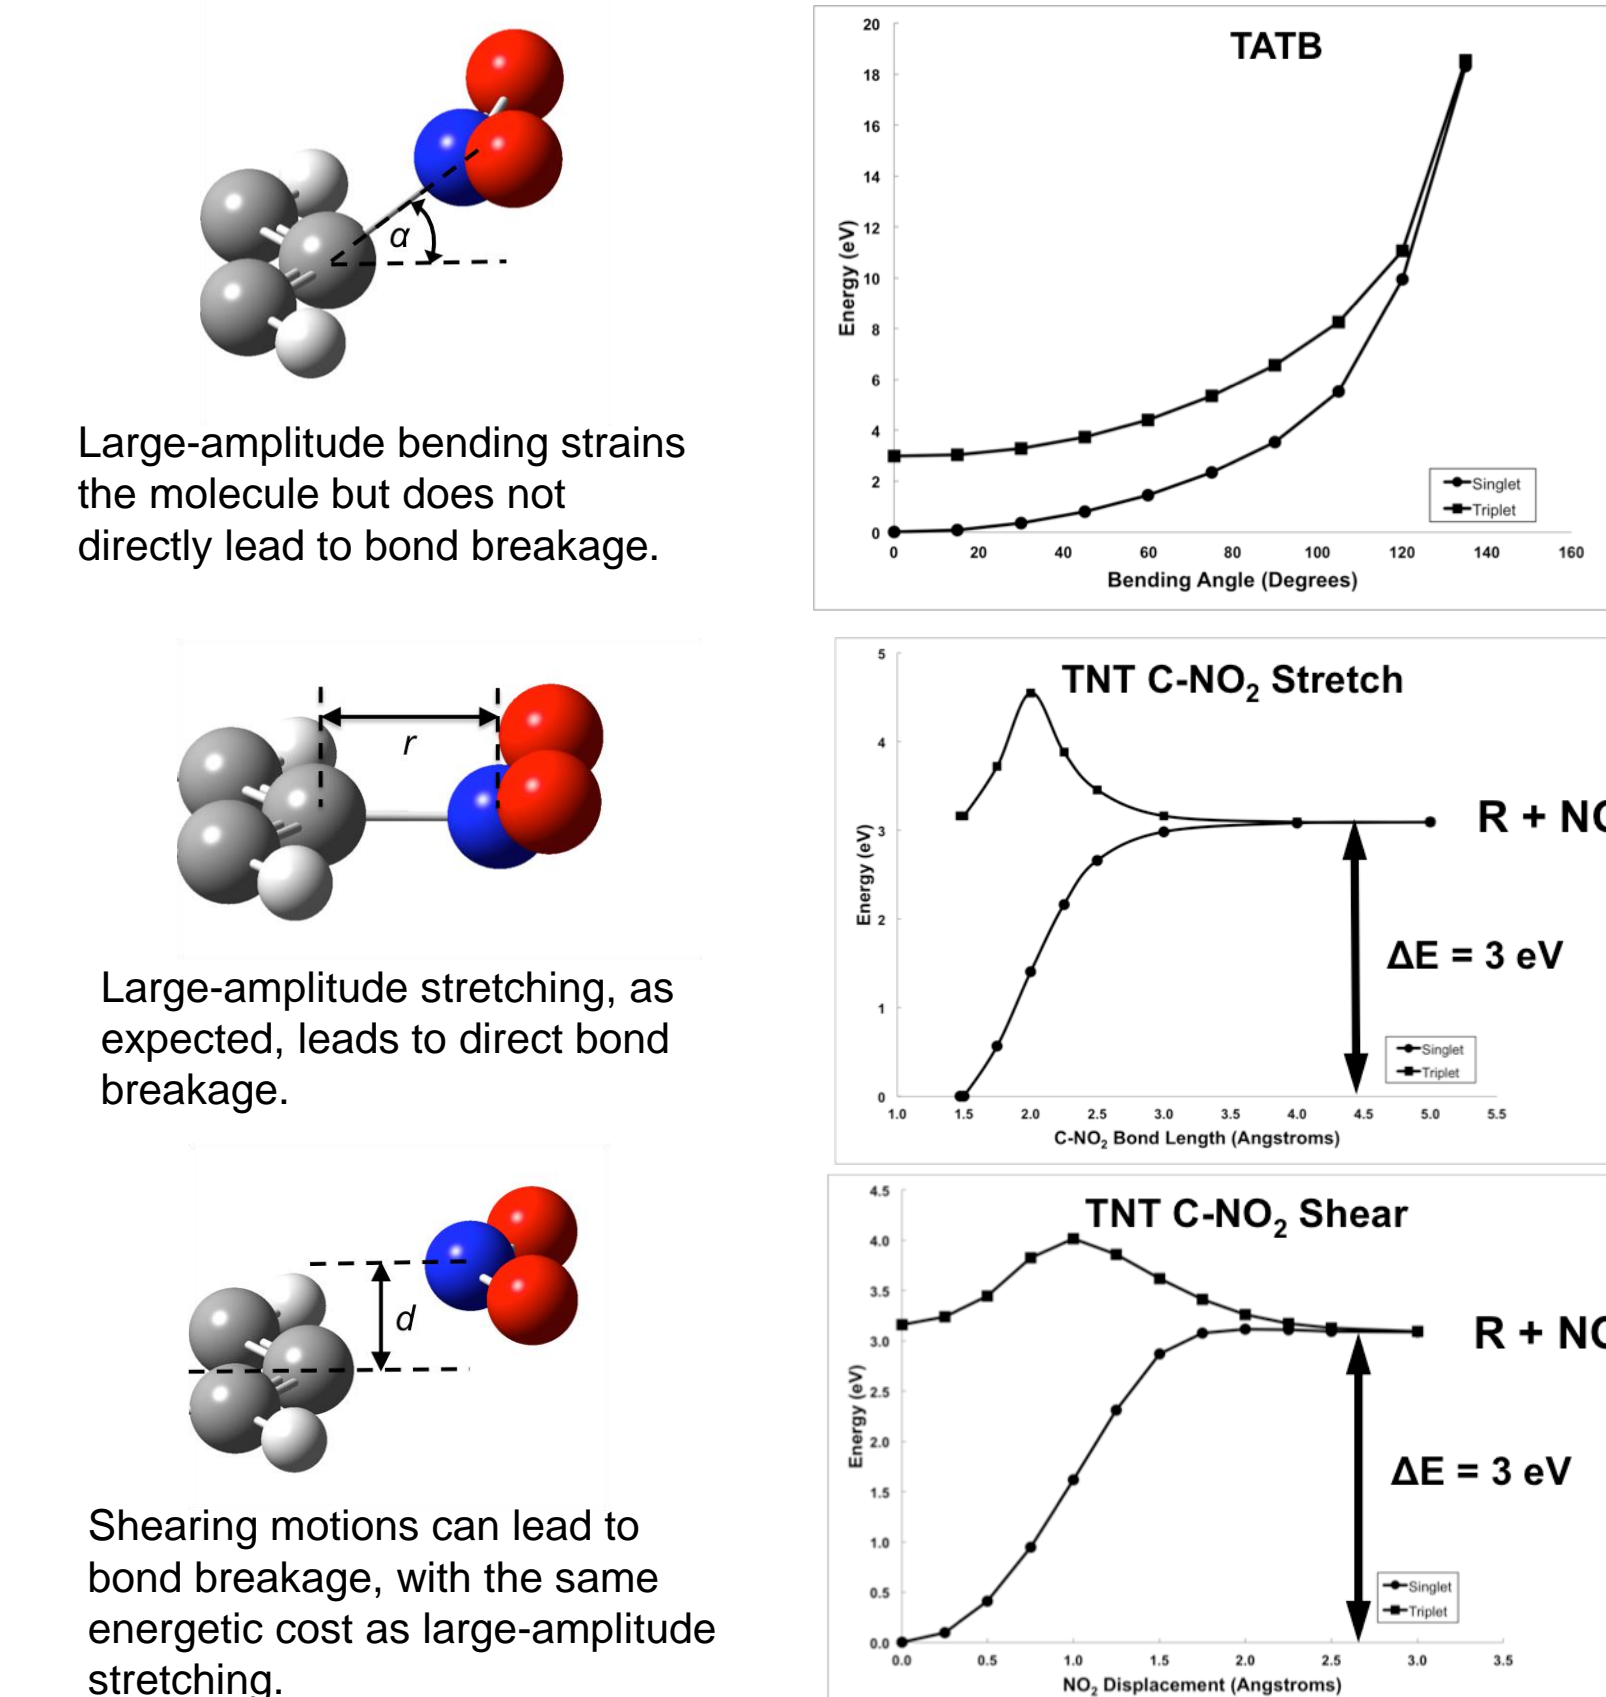 α
Large-amplitude bending strains
the molecule but does not
directly lead to bond breakage.
TATB
20
18
16
14
12
10
8
6
4
2
0
Energy (eV)
Singlet
Triplet
0 20 40 60 80 100 120 140 160
Bending Angle (Degrees)
r
Large-amplitude stretching, as
expected, leads to direct bond
breakage.
TNT C-NO₂ Stretch
5
4
3
2
1
0
Energy (eV)
R + NO
ΔE = 3 eV
Singlet
Triplet
1.0 1.5 2.0 2.5 3.0 3.5 4.0 4.5 5.0 5.5
C-NO₂ Bond Length (Angstroms)
d
Shearing motions can lead to
bond breakage, with the same
energetic cost as large-amplitude
stretching.
TNT C-NO₂ Shear
4.5
4.0
3.5
3.0
2.5
2.0
1.5
1.0
0.5
0.0
Energy (eV)
R + NO
ΔE = 3 eV
Singlet
Triplet
0.0 0.5 1.0 1.5 2.0 2.5 3.0 3.5
NO₂ Displacement (Angstroms)